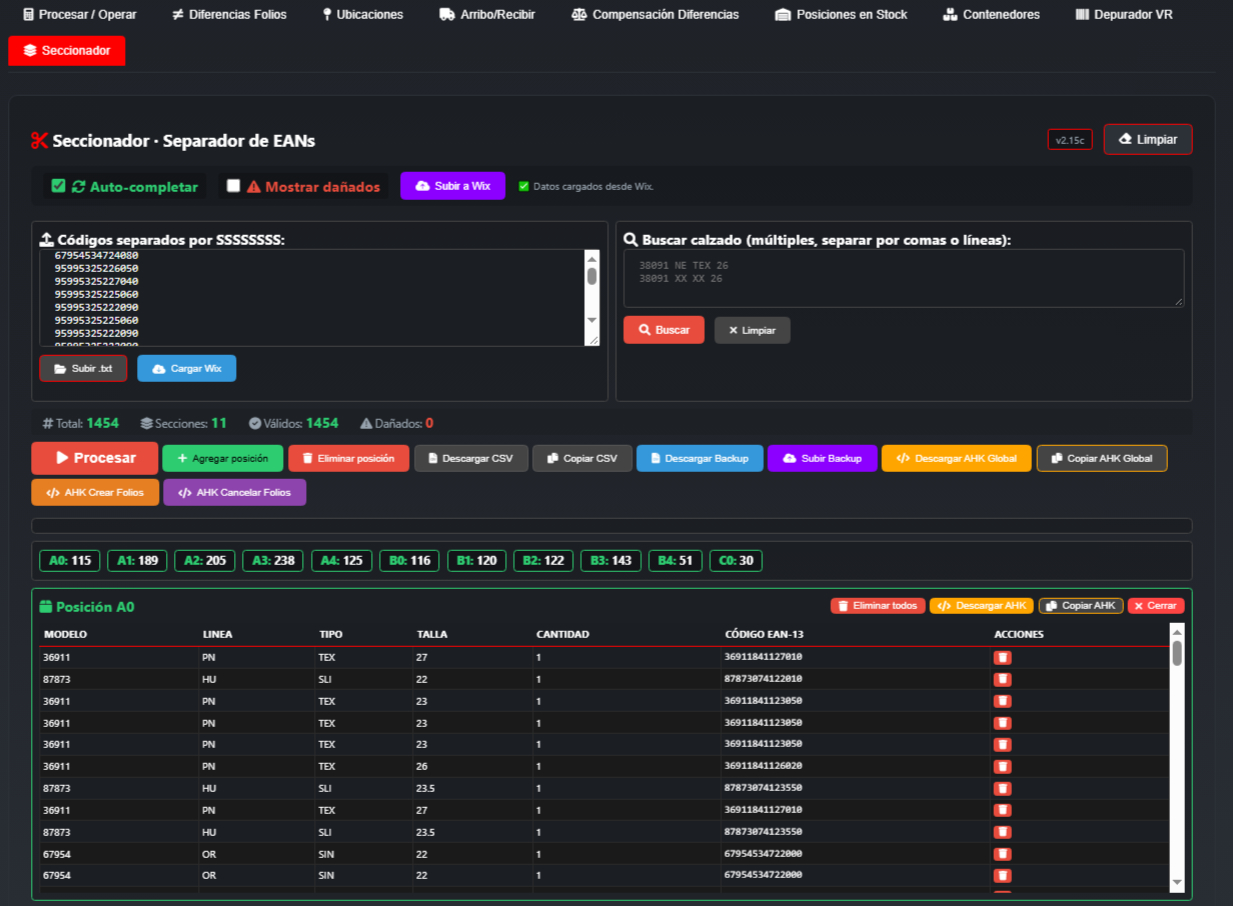 Procesar / Operar Diferencias Folios Ubicaciones Arribo/Recibir Compensación Diferencias Posiciones en Stock Contenedores Depurador VR
Seccionador
Seccionador · Separador de EANs v2.15c Limpiar
Auto-completar Mostrar dañados Subir a Wix Datos cargados desde Wix.
Códigos separados por SSSSSSSS:
67954534724080
95995325226050
95995325227040
95995325225060
95995325222090
95995325225060
95995325222090
Subir .txt Cargar Wix
Buscar calzado (múltiples, separar por comas o líneas):
38091 NE TEX 26
38091 XX XX 26
Buscar × Limpiar
# Total: 1454 Secciones: 11 Válidos: 1454 Dañados: 0
Procesar + Agregar posición Eliminar posición Descargar CSV Copiar CSV Descargar Backup Subir Backup </> Descargar AHK Global Copiar AHK Global
</> AHK Crear Folios </> AHK Cancelar Folios
A0: 115 A1: 189 A2: 205 A3: 238 A4: 125 B0: 116 B1: 120 B2: 122 B3: 143 B4: 51 C0: 30
Posición A0 Eliminar todos </> Descargar AHK Copiar AHK × Cerrar
MODELO LINEA TIPO TALLA CANTIDAD CÓDIGO EAN-13 ACCIONES
36911 PN TEX 27 1 36911841127010
87873 HU SLI 22 1 87873074122010
36911 PN TEX 23 1 36911841123050
36911 PN TEX 23 1 36911841123050
36911 PN TEX 23 1 36911841123050
36911 PN TEX 26 1 36911841126020
87873 HU SLI 23.5 1 87873074123550
36911 PN TEX 27 1 36911841127010
87873 HU SLI 23.5 1 87873074123550
67954 OR SIN 22 1 67954534722000
67954 OR SIN 22 1 67954534722000